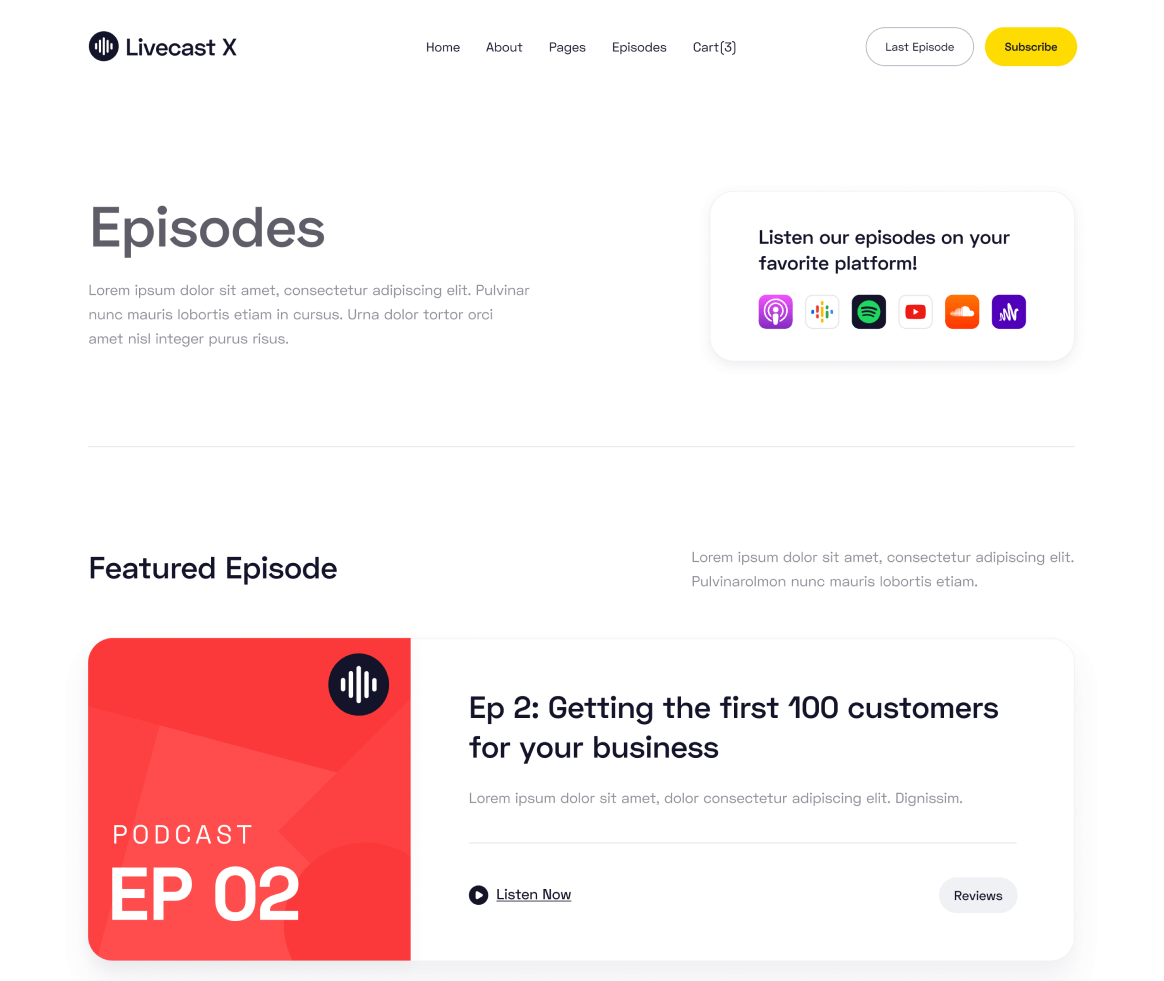 Livecast X
Home About Pages Episodes Cart(3)
Last Episode
Subscribe
Episodes
Lorem ipsum dolor sit amet, consectetur adipiscing elit. Pulvinar
nunc mauris lobortis etiam in cursus. Urna dolor tortor orci
amet nisl integer purus risus.
Listen our episodes on your
favorite platform!
Featured Episode
Lorem ipsum dolor sit amet, consectetur adipiscing elit.
Pulvinarolmon nunc mauris lobortis etiam.
PODCAST
EP 02
Ep 2: Getting the first 100 customers
for your business
Lorem ipsum dolor sit amet, dolor consectetur adipiscing elit. Dignissim.
Listen Now
Reviews